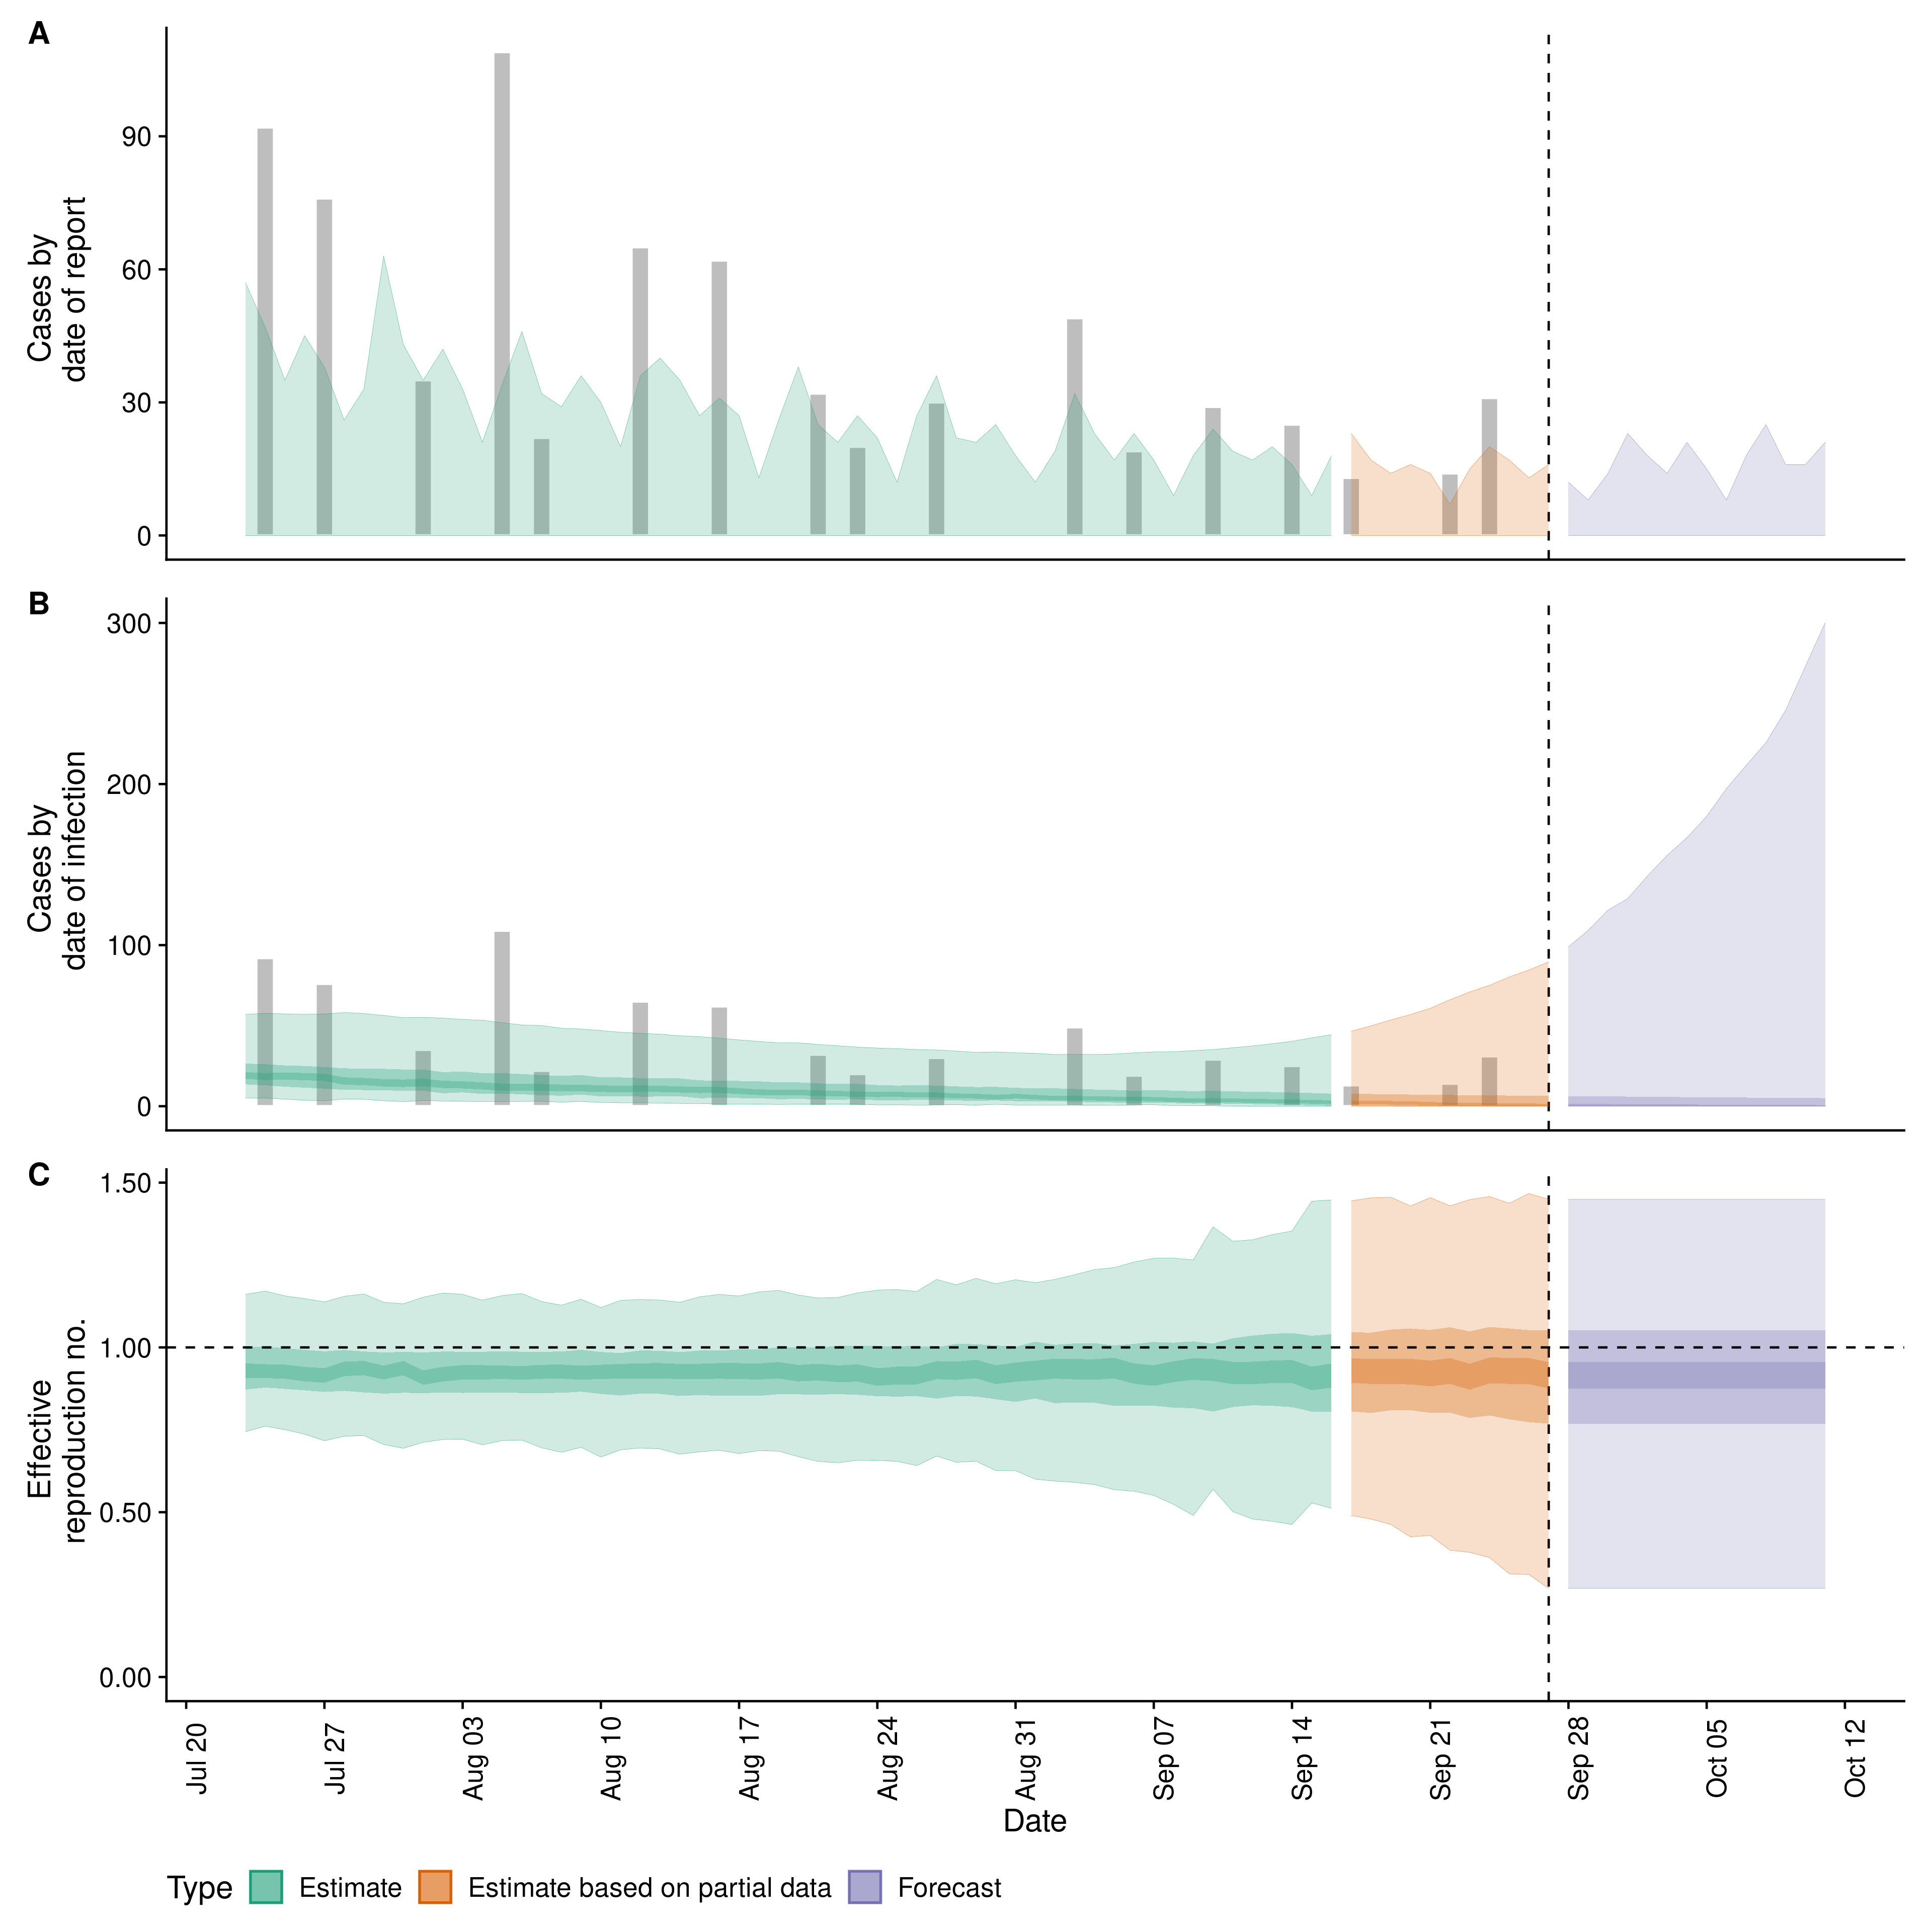 A
Cases by
date of report
90
60
30
0
B
Cases by
date of infection
300
200
100
0
C
Effective
reproduction no.
1.50
1.00
0.50
0.00
Jul 20
Jul 27
Aug 03
Aug 10
Aug 17
Aug 24
Aug 31
Sep 07
Sep 14
Sep 21
Sep 28
Oct 05
Oct 12
Date
Type Estimate Estimate based on partial data Forecast